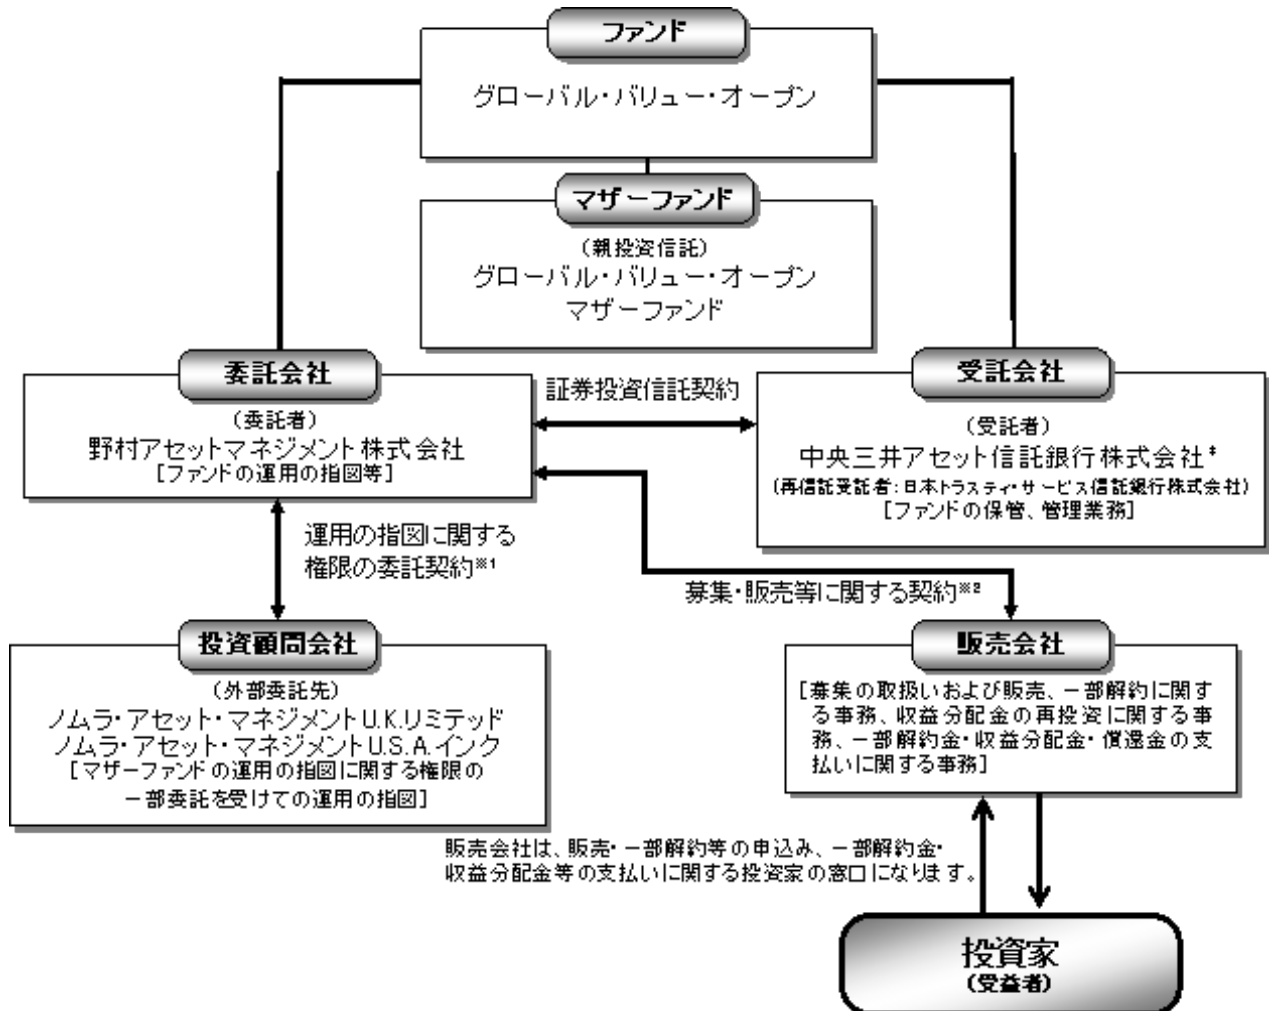 ファンド
グローバル・バリュー・オープン
マザーファンド
（親投資信託）
グローバル・バリュー・オープン
マザーファンド
委託会社
（委託者）
野村アセットマネジメント株式会社
［ファンドの運用の指図等］
証券投資信託契約
受託会社
（受託者）
中央三井アセット信託銀行株式会社*
（再信託受託者：日本トラスティ・サービス信託銀行株式会社）
［ファンドの保管、管理業務］
運用の指図に関する
権限の委託契約※1
募集・販売等に関する契約※2
投資顧問会社
（外部委託先）
ノムラ・アセット・マネジメントU.K.リミテッド
ノムラ・アセット・マネジメントU.S.A.インク
［マザーファンドの運用の指図に関する権限の
一部委託を受けての運用の指図］
販売会社
［募集の取扱いおよび販売、一部解約に関す
る事務、収益分配金の再投資に関する事
務、一部解約金・収益分配金・償還金の支
払いに関する事務］
販売会社は、販売・一部解約等の申込み、一部解約金・
収益分配金等の支払いに関する投資家の窓口になります。
投資家
（受益者）